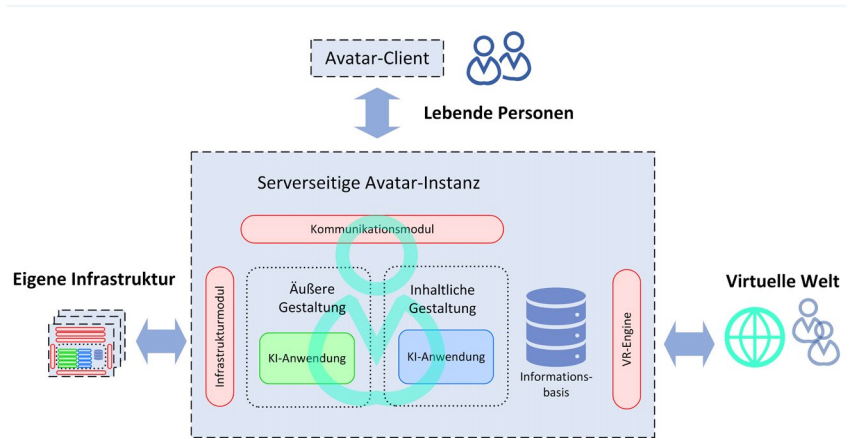 Avatar-Client
Lebende Personen
Serverseitige Avatar-Instanz
Kommunikationsmodul
Eigene Infrastruktur
Infrastrukturmodul
Äußere
Gestaltung
KI-Anwendung
Inhaltliche
Gestaltung
KI-Anwendung
Informations-
basis
VR-Engine
Virtuelle Welt